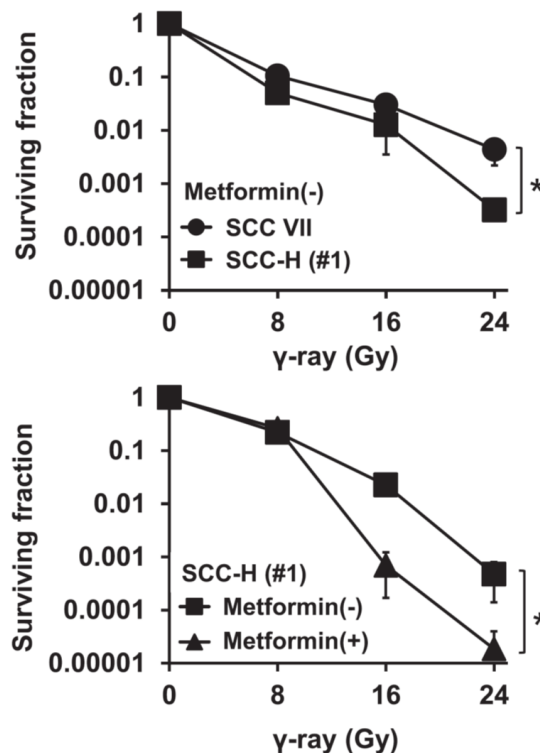 1
0.1
0.01
0.001
0.0001
0.00001
Surviving fraction
Metformin(-)
SCC VII
SCC-H (#1)
*
0 8 16 24
γ-ray (Gy)
1
0.1
0.01
0.001
0.0001
0.00001
Surviving fraction
SCC-H (#1)
Metformin(-)
Metformin(+)
*
0 8 16 24
γ-ray (Gy)